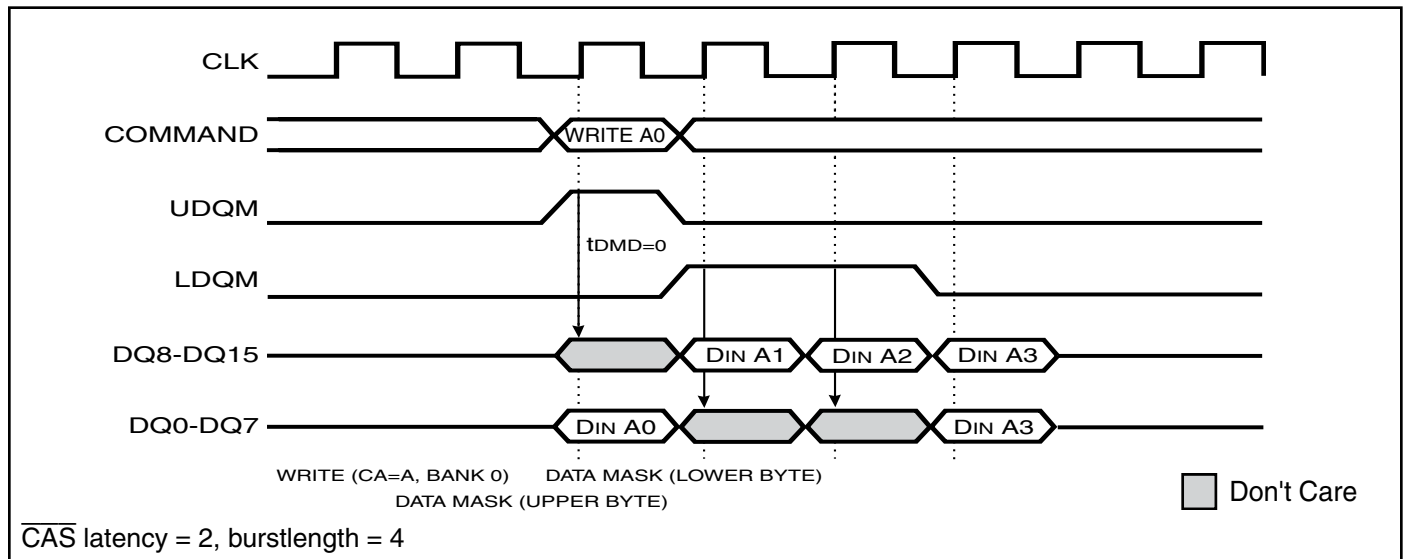 CLK
COMMAND
WRITE A0
UDQM
tDMD=0
LDQM
DQ8-DQ15
DIN A1
DIN A2
DIN A3
DQ0-DQ7
DIN A0
DIN A3
WRITE (CA=A, BANK 0)
DATA MASK (LOWER BYTE)
DATA MASK (UPPER BYTE)
Don't Care
CAS latency = 2, burstlength = 4